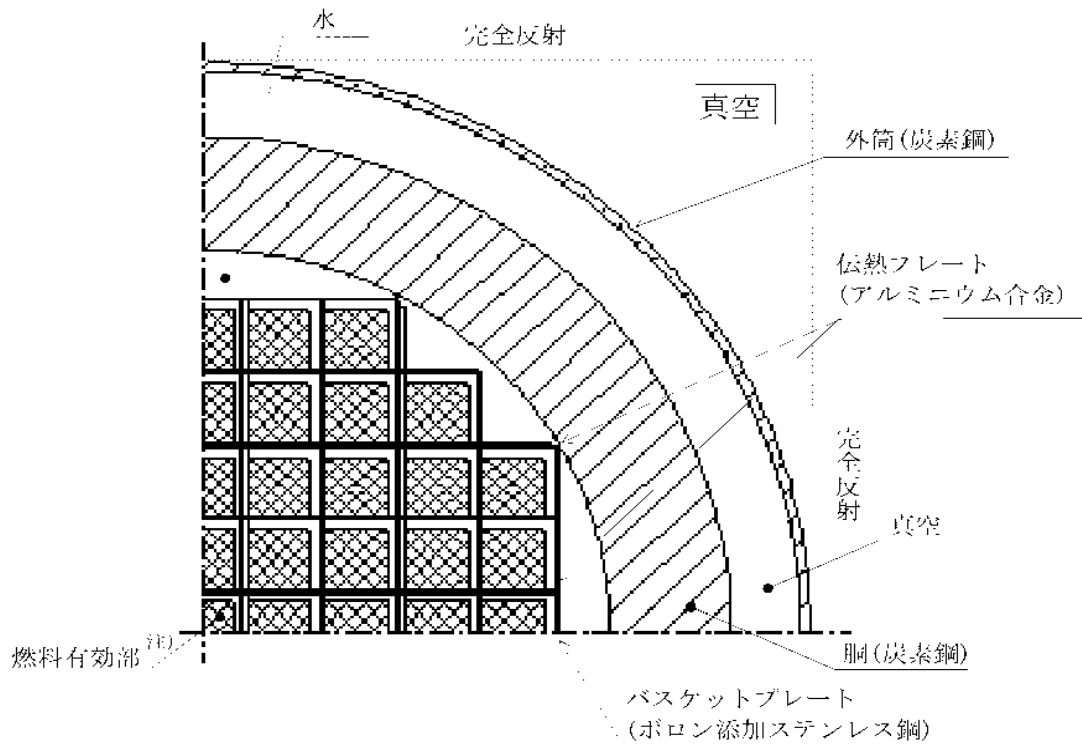 水
完全反射
真空
外筒(炭素鋼)
伝熱フレート
(アルミニウム合金)
完全反射
真空
胴(炭素鋼)
燃料有効部 注)
バスケットプレート
(ボロン添加ステンレス鋼)